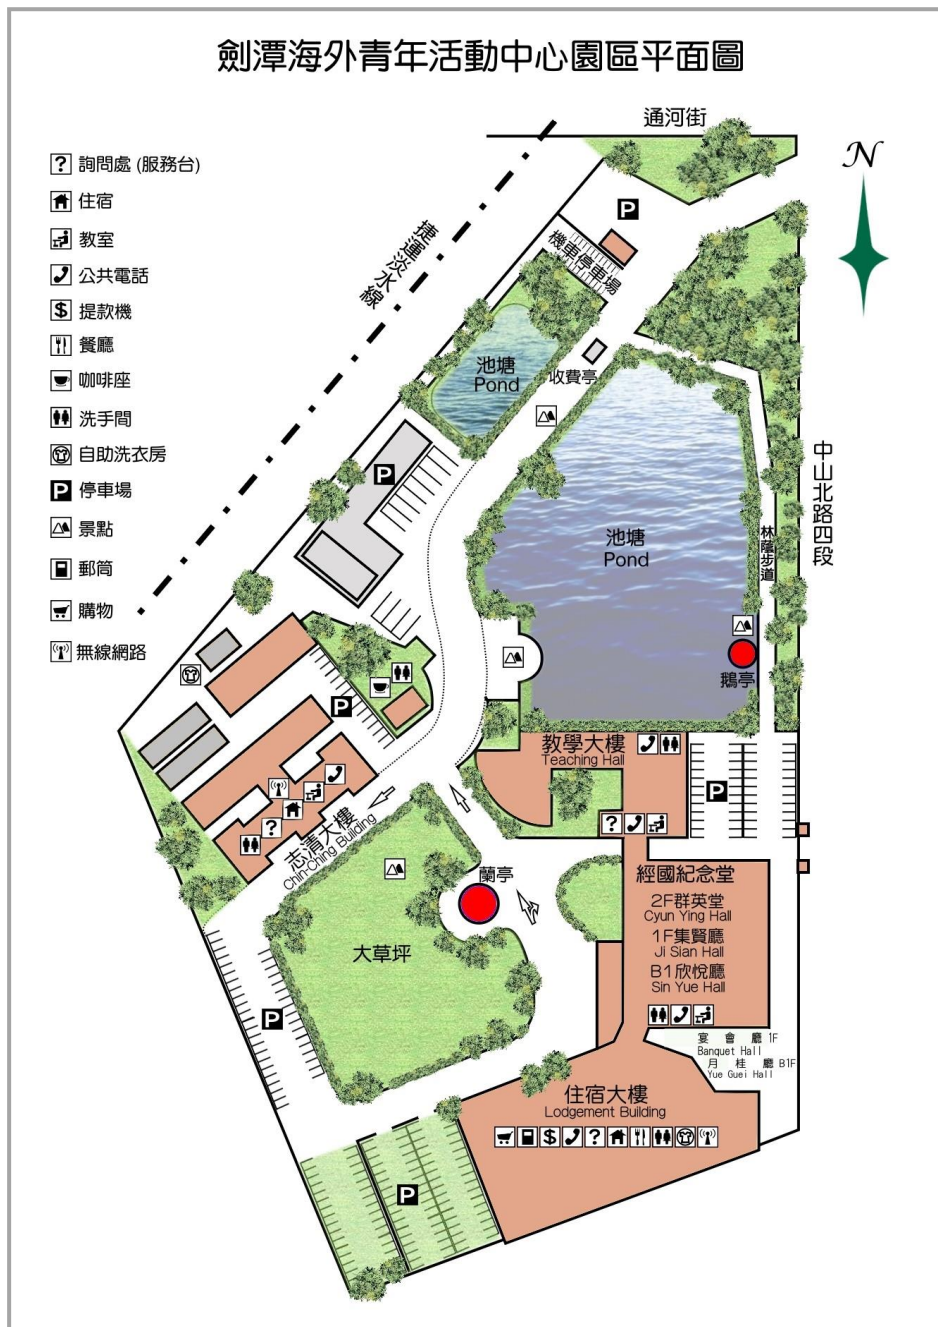 劍潭海外青年活動中心園區平面圖
通河街
N
? 詢問處 (服務台)
住宿
教室
公共電話
$ 提款機
餐廳
咖啡座
洗手間
自助洗衣房
P 停車場
景點
郵筒
購物
無線網路
捷運淡水線
P
機車停車場
池塘
Pond
收費亭
P
中山北路四段
池塘
Pond
林蔭步道
鵝亭
P
教學大樓
Teaching Hall
P
?
?
志清大樓
Chin-Ching Building
蘭亭
大草坪
經國紀念堂
2F群英堂
Cyun Ying Hall
1F集賢廳
Ji Sian Hall
B1欣悅廳
Sin Yue Hall
P
宴會廳 1F
Banquet Hall
月桂廳 B1F
Yue Guei Hall
住宿大樓
Lodgement Building
$ ?
P